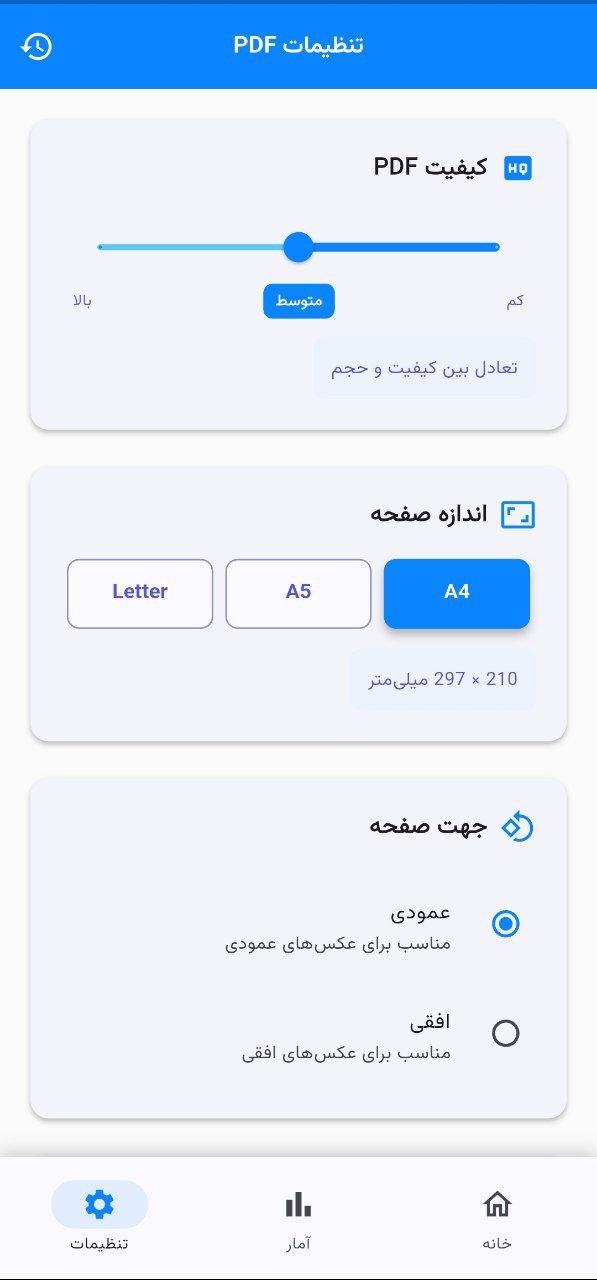 تنظیمات PDF
HQ کیفیت PDF
کم متوسط بالا
تعادل بین کیفیت و حجم
اندازه صفحه
A4 A5 Letter
210 × 297 میلی‌متر
جهت صفحه
عمودی
مناسب برای عکس‌های عمودی
افقی
مناسب برای عکس‌های افقی
خانه آمار تنظیمات